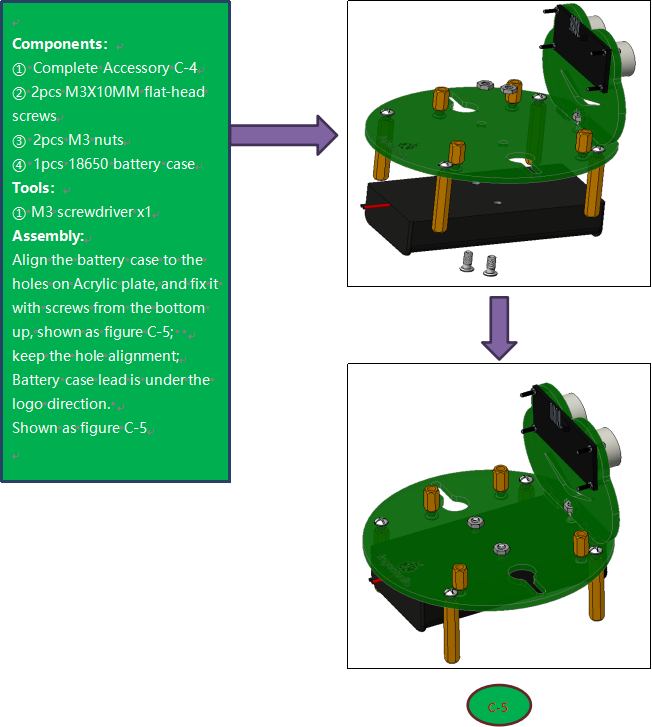 Components:
① Complete Accessory C-4
② 2pcs M3X10MM flat-head
screws
③ 2pcs M3 nuts
④ 1pcs 18650 battery case
Tools:
① M3 screwdriver x1
Assembly:
Align the battery case to the
holes on Acrylic plate, and fix it
with screws from the bottom
up, shown as figure C-5;
keep the hole alignment;
Battery case lead is under the
logo direction.
Shown as figure C-5
C-5